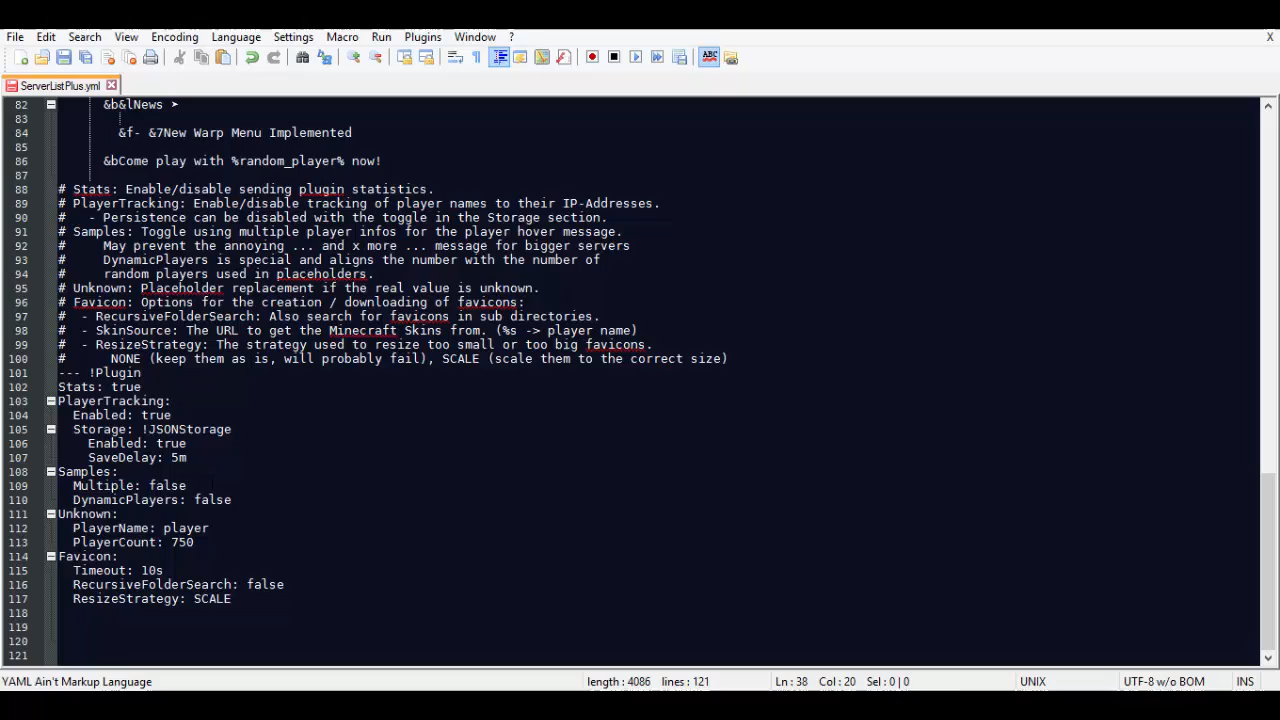 File Edit Search View Encoding Language Settings Macro Run Plugins Window ? X
ServerListPlus.yml
82 &b&lNews ➤
83
84 &f- &7New Warp Menu Implemented
85
86 &bCome play with %random_player% now!
87
88 # Stats: Enable/disable sending plugin statistics.
89 # PlayerTracking: Enable/disable tracking of player names to their IP-Addresses.
90 # - Persistence can be disabled with the toggle in the Storage section.
91 # Samples: Toggle using multiple player infos for the player hover message.
92 # May prevent the annoying ... and x more ... message for bigger servers
93 # DynamicPlayers is special and aligns the number with the number of
94 # random players used in placeholders.
95 # Unknown: Placeholder replacement if the real value is unknown.
96 # Favicon: Options for the creation / downloading of favicons:
97 # - RecursiveFolderSearch: Also search for favicons in sub directories.
98 # - SkinSource: The URL to get the Minecraft Skins from. (%s -> player name)
99 # - ResizeStrategy: The strategy used to resize too small or too big favicons.
100 # NONE (keep them as is, will probably fail), SCALE (scale them to the correct size)
101 --- !Plugin
102 Stats: true
103 PlayerTracking:
104 Enabled: true
105 Storage: !JSONStorage
106 Enabled: true
107 SaveDelay: 5m
108 Samples:
109 Multiple: false
110 DynamicPlayers: false
111 Unknown:
112 PlayerName: player
113 PlayerCount: 750
114 Favicon:
115 Timeout: 10s
116 RecursiveFolderSearch: false
117 ResizeStrategy: SCALE
118
119
120
121
YAML Ain't Markup Language length : 4086 lines : 121 Ln : 38 Col : 20 Sel : 0 | 0 UNIX UTF-8 w/o BOM INS